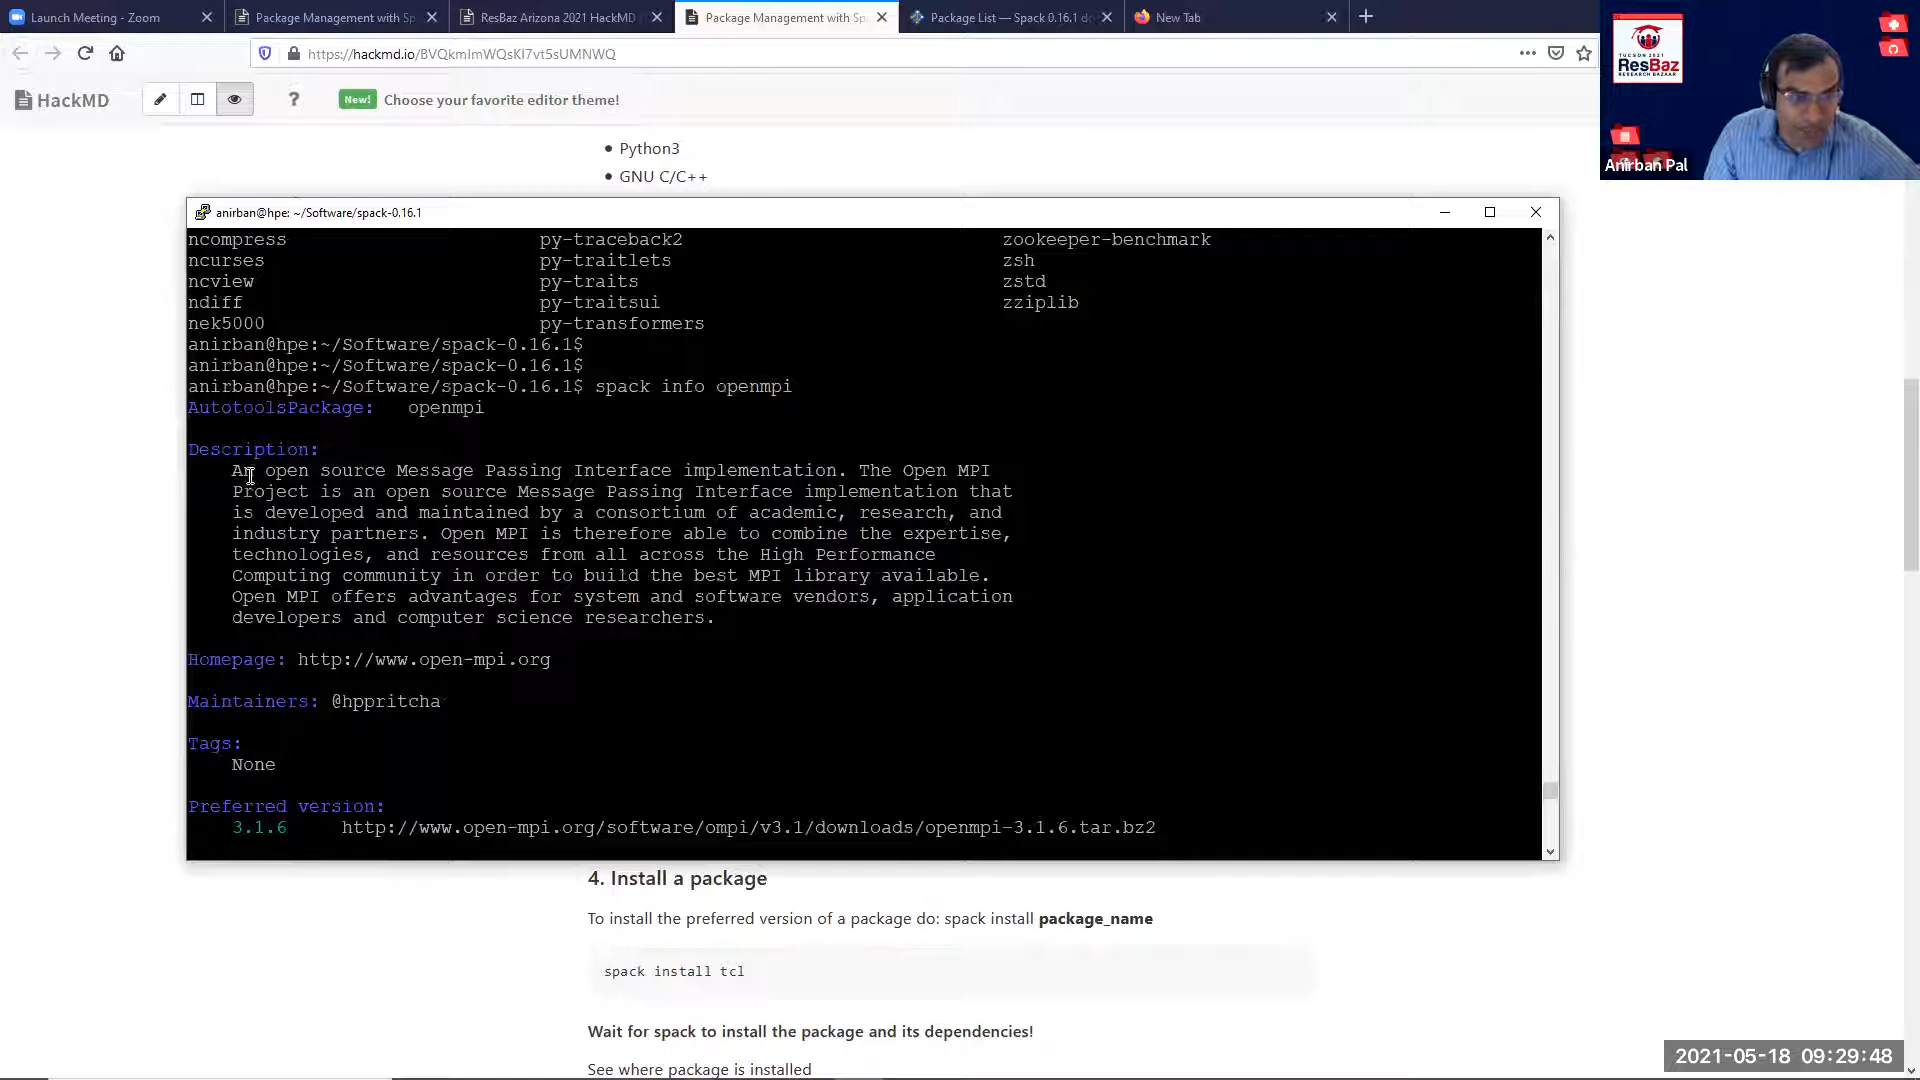 Launch Meeting - Zoom
Package Management with Sp
ResBaz Arizona 2021 HackMD
Package Management with Sp
Package List — Spack 0.16.1 do
New Tab
https://hackmd.io/BVQkmImWQsKI7vt5sUMNWQ
HackMD
?
New!
Choose your favorite editor theme!
TUCSON 2021
ResBaz
RESEARCH BAZAAR
Anirban Pal
Python3
GNU C/C++
anirban@hpe: ~/Software/spack-0.16.1
ncompress py-traceback2 zookeeper-benchmark
ncurses py-traitlets zsh
ncview py-traits zstd
ndiff py-traitsui zziplib
nek5000 py-transformers
anirban@hpe:~/Software/spack-0.16.1$
anirban@hpe:~/Software/spack-0.16.1$
anirban@hpe:~/Software/spack-0.16.1$ spack info openmpi
AutotoolsPackage: openmpi
Description:
An open source Message Passing Interface implementation. The Open MPI
Project is an open source Message Passing Interface implementation that
is developed and maintained by a consortium of academic, research, and
industry partners. Open MPI is therefore able to combine the expertise,
technologies, and resources from all across the High Performance
Computing community in order to build the best MPI library available.
Open MPI offers advantages for system and software vendors, application
developers and computer science researchers.
Homepage: http://www.open-mpi.org
Maintainers: @hppritcha
Tags:
None
Preferred version:
3.1.6 http://www.open-mpi.org/software/ompi/v3.1/downloads/openmpi-3.1.6.tar.bz2
4. Install a package
To install the preferred version of a package do: spack install package_name
spack install tcl
Wait for spack to install the package and its dependencies!
See where package is installed
2021-05-18 09:29:48